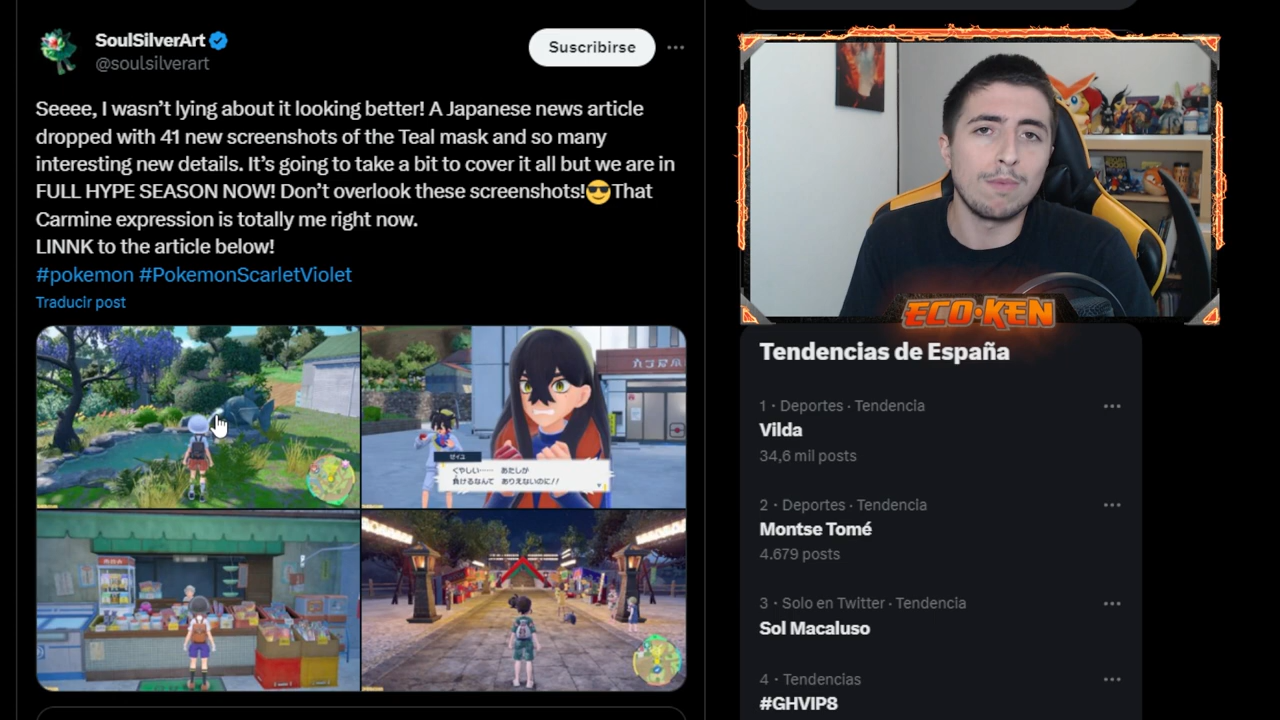 SoulSilverArt
@soulsilverart
Suscribirse
Seeee, I wasn’t lying about it looking better! A Japanese news article
dropped with 41 new screenshots of the Teal mask and so many
interesting new details. It’s going to take a bit to cover it all but we are in
FULL HYPE SEASON NOW! Don’t overlook these screenshots!😎That
Carmine expression is totally me right now.
LINNK to the article below!
#pokemon #PokemonScarletViolet
Traducir post
ゼイユ
くやしい…… あたしが
負けるなんて ありえないのに!!
ECO·KEN
Tendencias de España
1 · Deportes · Tendencia
Vilda
34,6 mil posts
2 · Deportes · Tendencia
Montse Tomé
4.679 posts
3 · Solo en Twitter · Tendencia
Sol Macaluso
4 · Tendencias
#GHVIP8